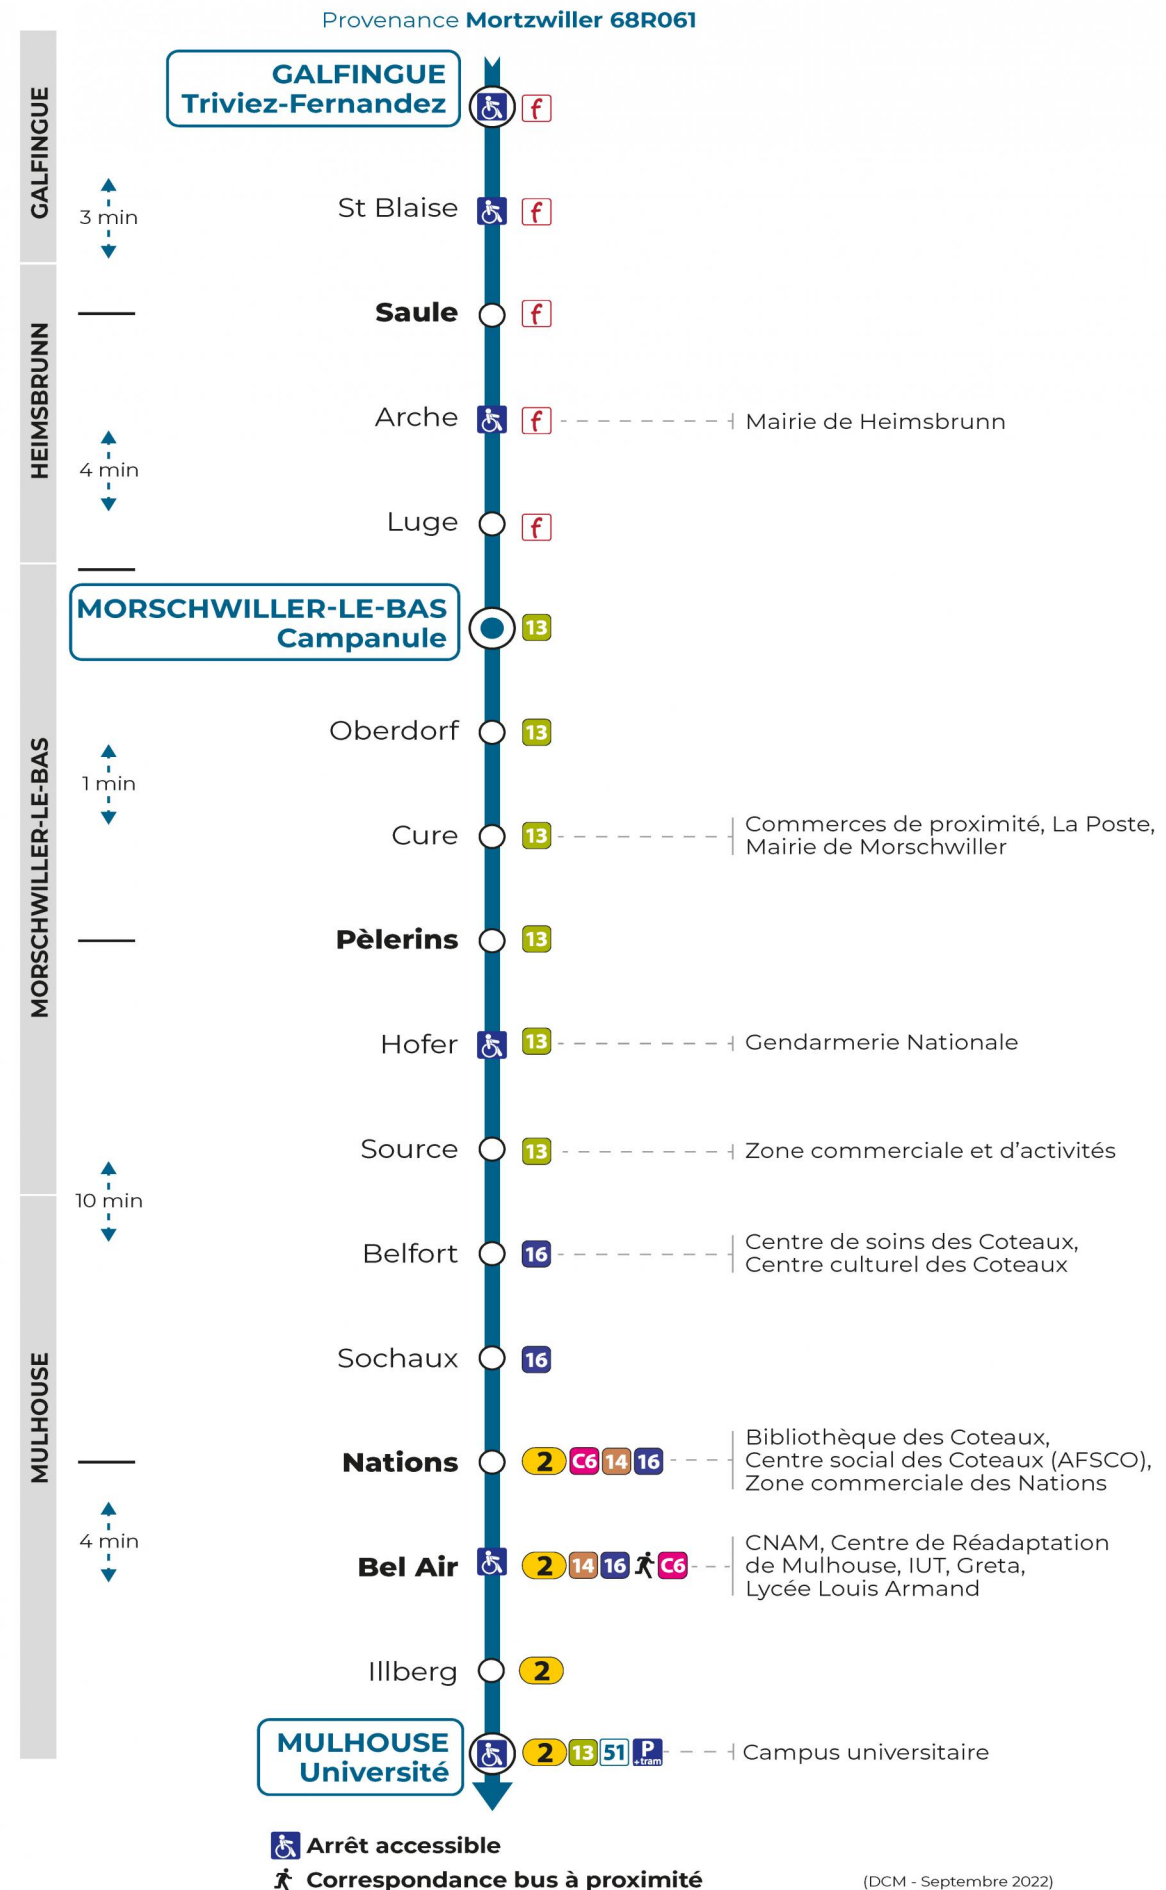 Provenance Mortzwiller 68R061
GALFINGUE
GALFINGUE
Triviez-Fernandez
f
3 min
St Blaise
f
HEIMSBRUNN
Saule
f
Arche
f
Mairie de Heimsbrunn
4 min
Luge
f
MORSCHWILLER-LE-BAS
MORSCHWILLER-LE-BAS
Campanule
13
Oberdorf
13
1 min
Cure
13
Commerces de proximité, La Poste,
Mairie de Morschwiller
Pèlerins
13
Hofer
13
Gendarmerie Nationale
Source
13
Zone commerciale et d’activités
10 min
MULHOUSE
Belfort
16
Centre de soins des Coteaux,
Centre culturel des Coteaux
Sochaux
16
Nations
2 C6 14 16
Bibliothèque des Coteaux,
Centre social des Coteaux (AFSCO),
Zone commerciale des Nations
4 min
Bel Air
2 14 16 C6
CNAM, Centre de Réadaptation
de Mulhouse, IUT, Greta,
Lycée Louis Armand
Illberg
2
MULHOUSE
Université
2 13 51 P
+tram
Campus universitaire
Arrêt accessible
Correspondance bus à proximité
(DCM - Septembre 2022)